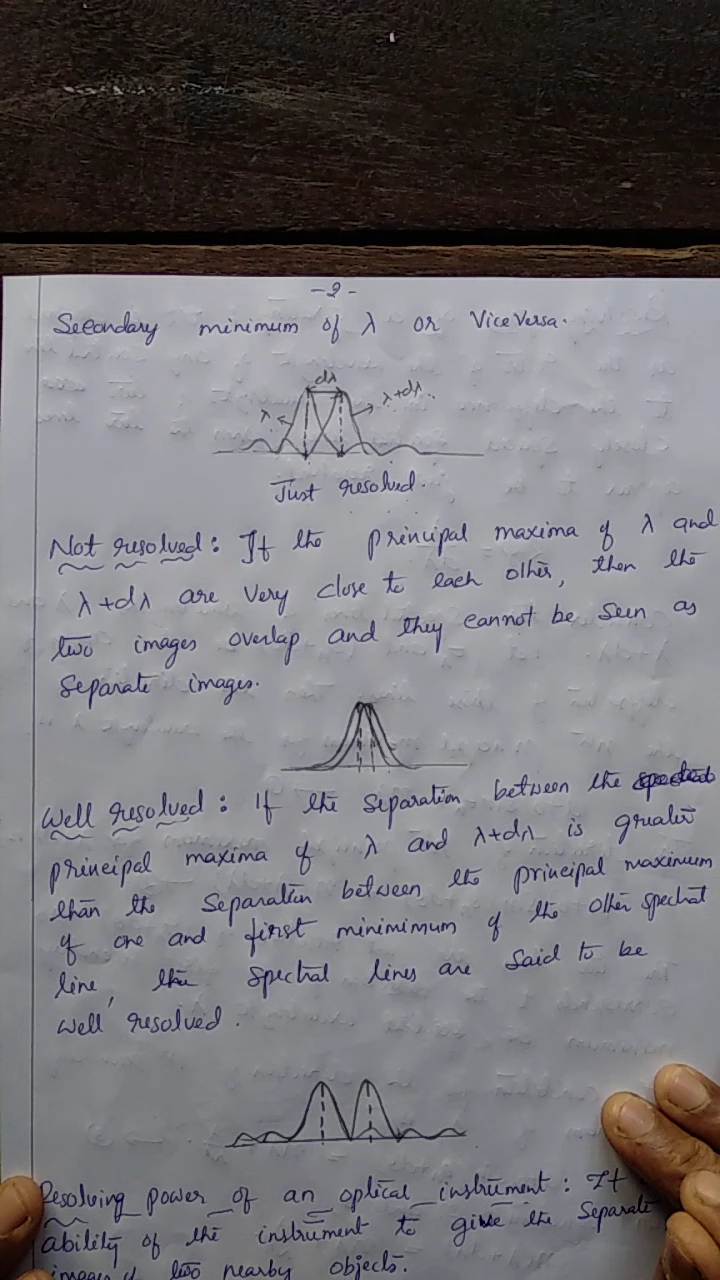 -2-
Secondary minimum of λ or Vice Versa.
dλ
λ
λ+dλ
Just resolved.
Not resolved: If the principal maxima of λ and
λ+dλ are very close to each other, then the
two images overlap and they cannot be seen as
separate images.
Well resolved: If the separation between the
principal maxima of λ and λ+dλ is greater
than the separation between the principal maximum
of one and first minimimum of the other spectral
line, the spectral lines are said to be
well resolved.
Resolving power of an optical instrument: It
ability of the instrument to give the separate
images of two nearby objects.